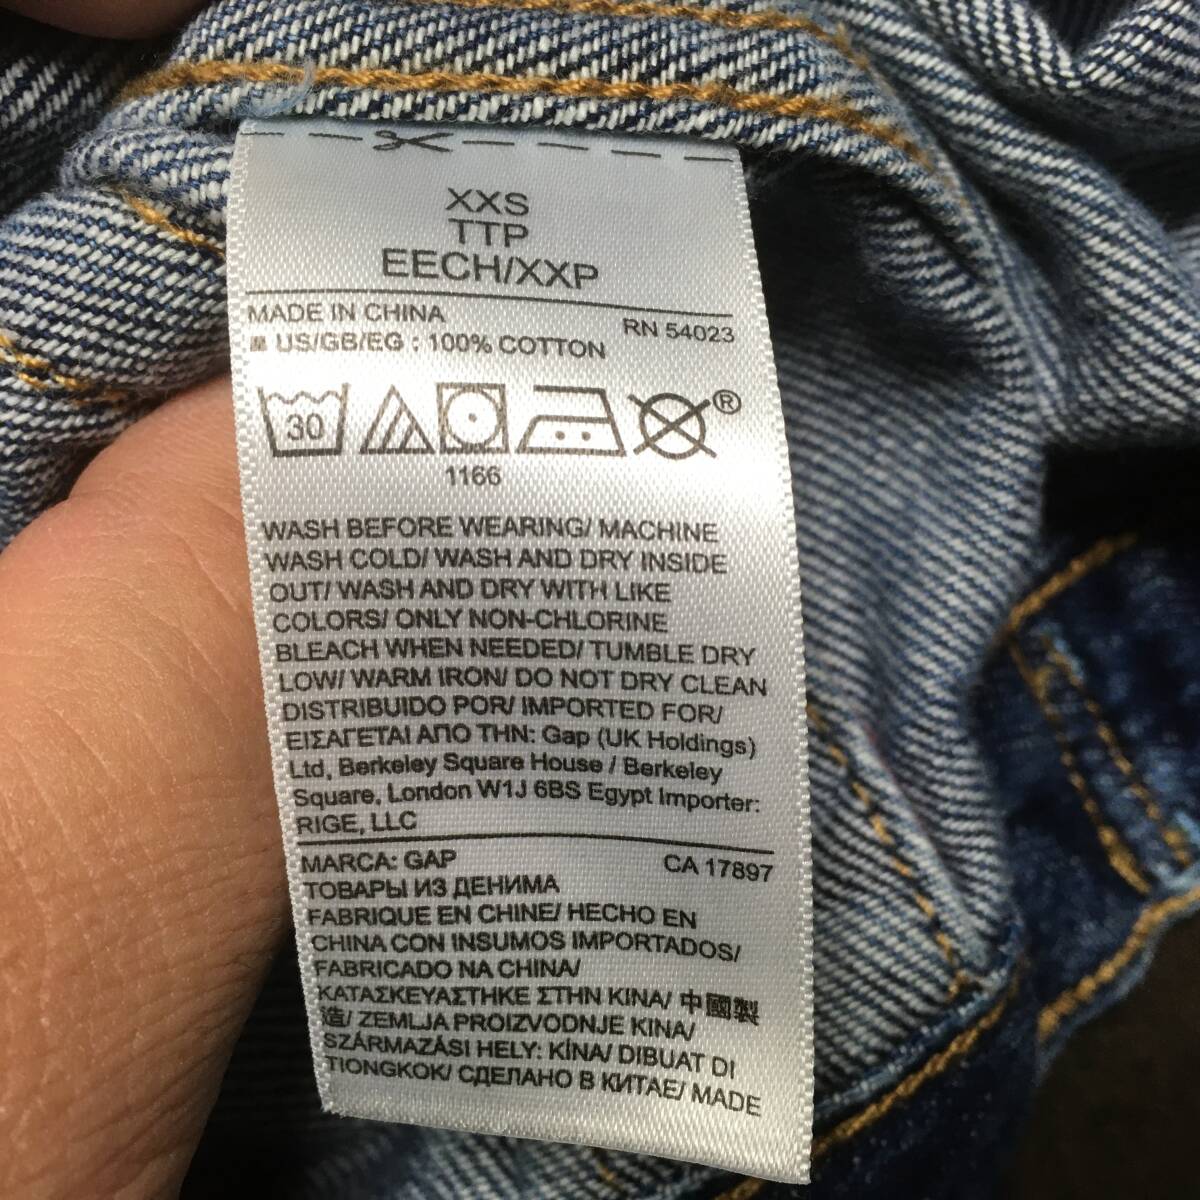 XXS
TTP
EECH/XXP
MADE IN CHINA
RN 54023
US/GB/EG : 100% COTTON
30
®
1166
WASH BEFORE WEARING/ MACHINE
WASH COLD/ WASH AND DRY INSIDE
OUT/ WASH AND DRY WITH LIKE
COLORS/ ONLY NON-CHLORINE
BLEACH WHEN NEEDED/ TUMBLE DRY
LOW/ WARM IRON/ DO NOT DRY CLEAN
DISTRIBUIDO POR/ IMPORTED FOR/
ΕΙΣΑΓΕΤΑΙ ΑΠΟ ΤΗΝ: Gap (UK Holdings)
Ltd, Berkeley Square House / Berkeley
Square, London W1J 6BS Egypt Importer:
RIGE, LLC
MARCA: GAP
CA 17897
ТОВАРЫ ИЗ ДЕНИМА
FABRIQUE EN CHINE/ HECHO EN
CHINA CON INSUMOS IMPORTADOS/
FABRICADO NA CHINA/
ΚΑΤΑΣΚΕΥΑΣΤΗΚΕ ΣΤΗΝ ΚΙΝΑ/ 中國製
造/ ZEMLJA PROIZVODNJE KINA/
SZÁRMAZÁSI HELY: KÍNA/ DIBUAT DI
TIONGKOK/ СДЕЛАНО В КИТАЕ/ MADE